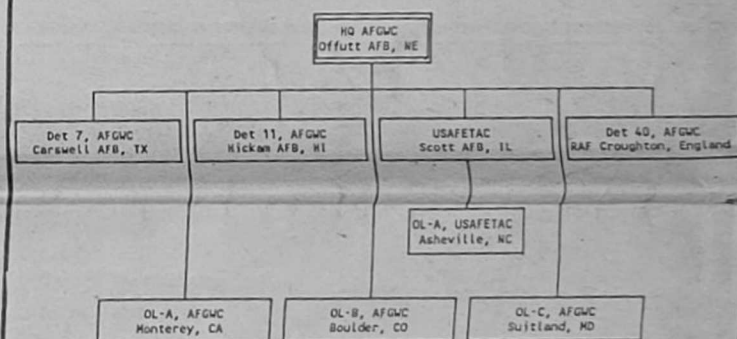 HQ AFGWC
Offutt AFB, NE
Det 7, AFGWC
Carswell AFB, TX
Det 11, AFGWC
Hickam AFB, HI
USAFETAC
Scott AFB, IL
Det 40, AFGWC
RAF Croughton, England
OL-A, USAFETAC
Asheville, NC
OL-A, AFGWC
Monterey, CA
OL-B, AFGWC
Boulder, CO
OL-C, AFGWC
Suitland, MD